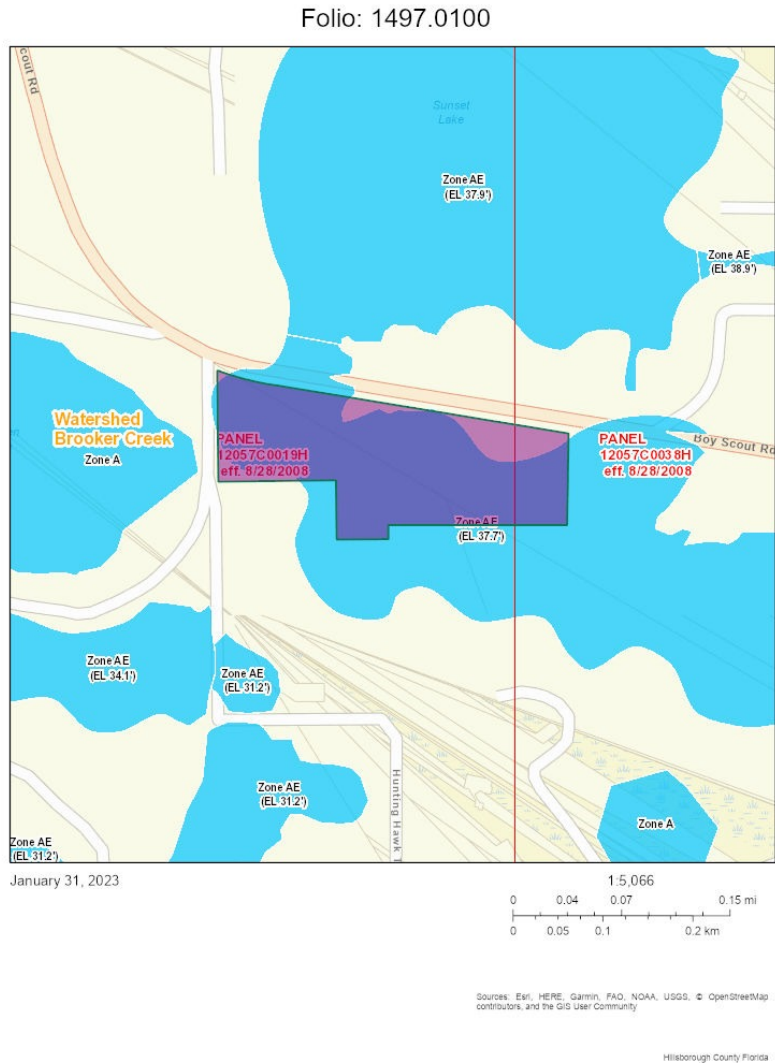 Folio: 1497.0100
cout Rd
Sunset
Lake
Zone AE
(EL 37.9')
Zone AE
(EL 38.9')
Watershed
Brooker Creek
Zone A
PANEL
12057C0019H
eff. 8/28/2008
PANEL
12057C0038H
eff. 8/28/2008
Boy Scout Rd
Zone AE
(EL 37.7')
Zone AE
(EL 34.1')
Zone AE
(EL 31.2')
Zone AE
(EL 31.2')
Hunting Hawk T
Zone A
Zone AE
(EL 31.2')
January 31, 2023
1:5,066
0 0.04 0.07 0.15 mi
0 0.05 0.1 0.2 km
Sources: Esri, HERE, Garmin, FAO, NOAA, USGS, © OpenStreetMap
contributors, and the GIS User Community
Hillsborough County Florida